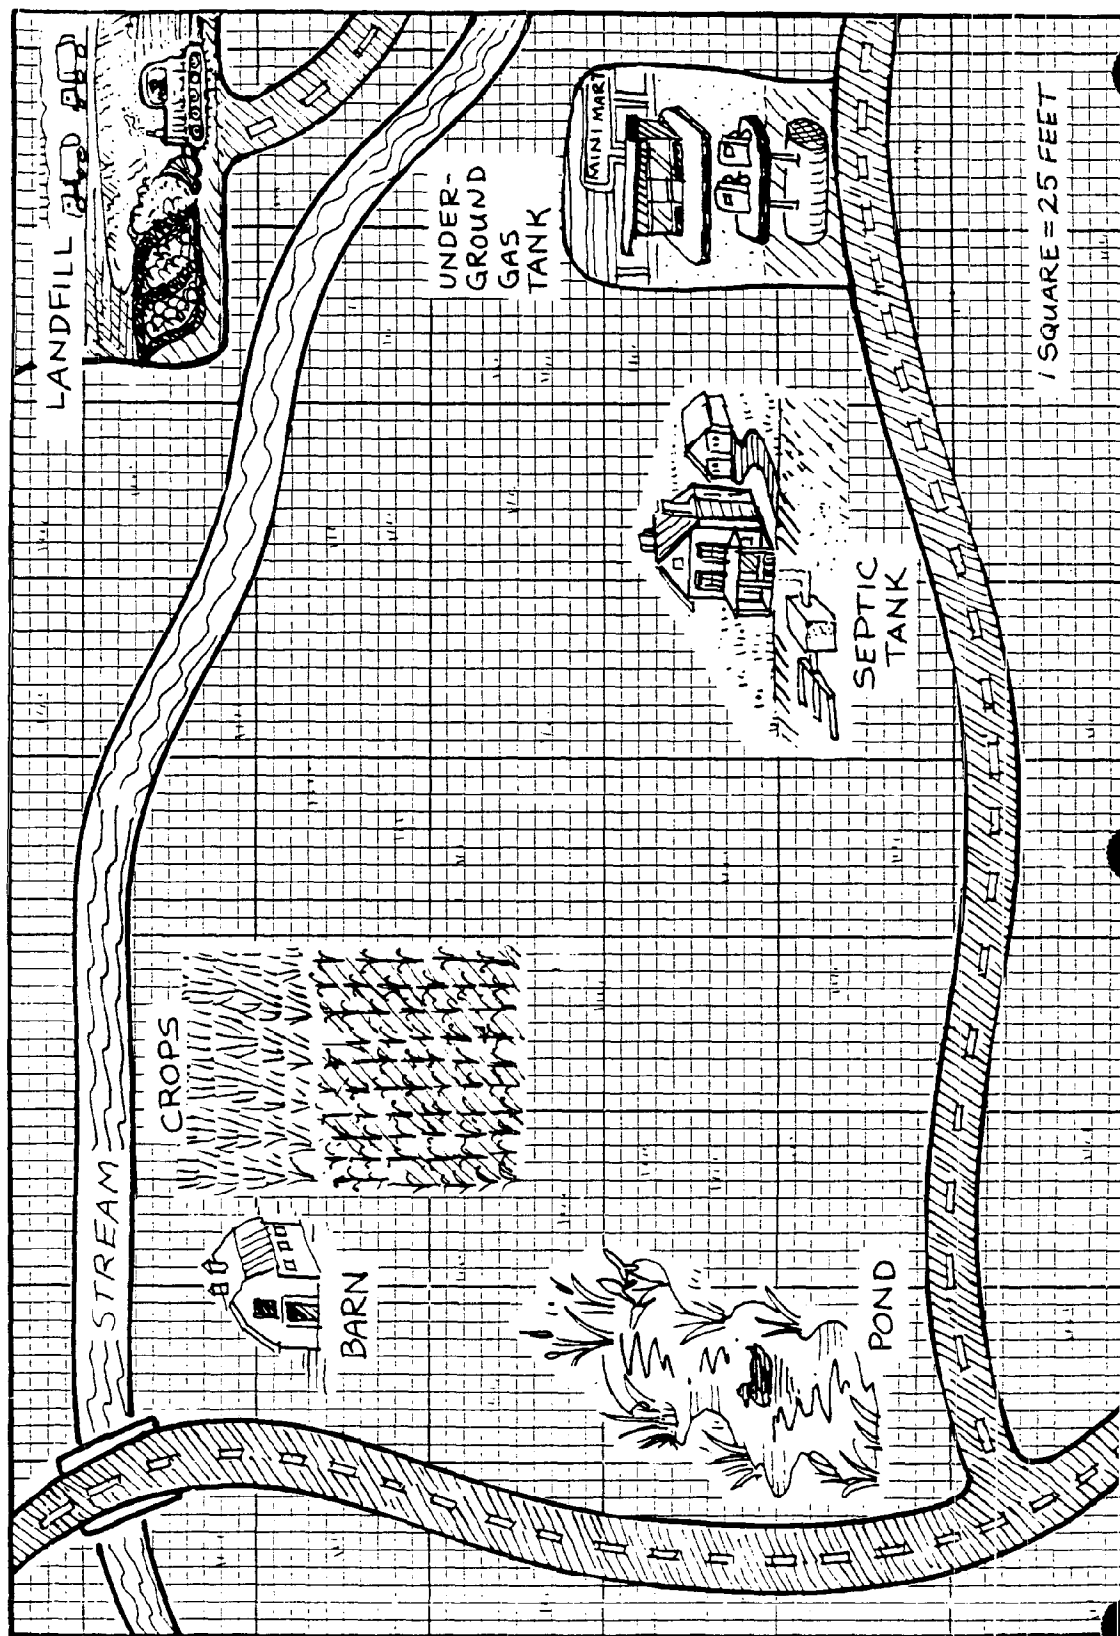 LANDFILL
UNDER-
GROUND
GAS
TANK
MINI MART
1 SQUARE = 25 FEET
SEPTIC
TANK
CROPS
STREAM
BARN
POND